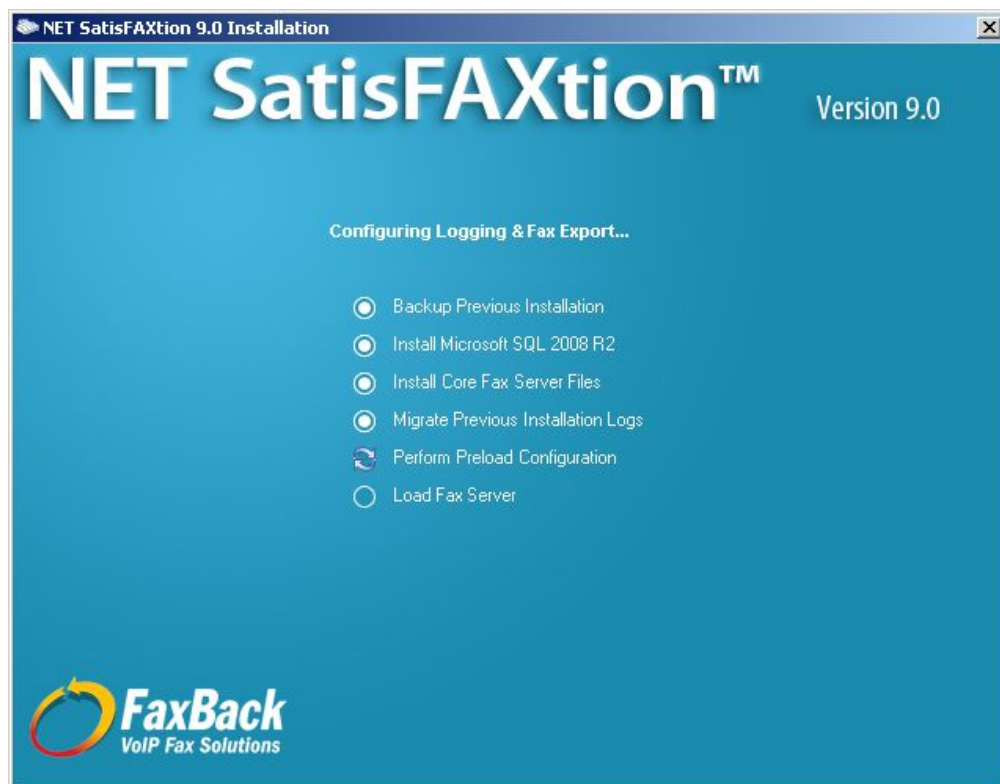 NET SatisFAXtion 9.0 Installation
NET SatisFAXtion™
Version 9.0
Configuring Logging & Fax Export...
Backup Previous Installation
Install Microsoft SQL 2008 R2
Install Core Fax Server Files
Migrate Previous Installation Logs
Perform Preload Configuration
Load Fax Server
FaxBack
VoIP Fax Solutions